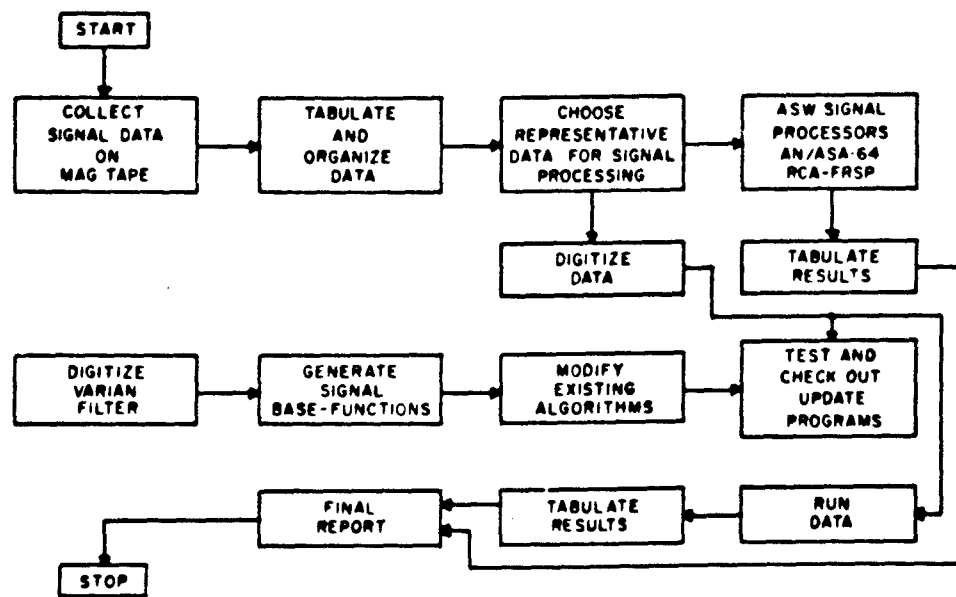 START
COLLECT
SIGNAL DATA
ON
MAG TAPE
TABULATE
AND
ORGANIZE
DATA
CHOOSE
REPRESENTATIVE
DATA FOR SIGNAL
PROCESSING
ASW SIGNAL
PROCESSORS
AN/ASA-64
RCA-FRSP
DIGITIZE
DATA
TABULATE
RESULTS
DIGITIZE
VARIAN
FILTER
GENERATE
SIGNAL
BASE-FUNCTIONS
MODIFY
EXISTING
ALGORITHMS
TEST AND
CHECK OUT
UPDATE
PROGRAMS
FINAL
REPORT
TABULATE
RESULTS
RUN
DATA
STOP